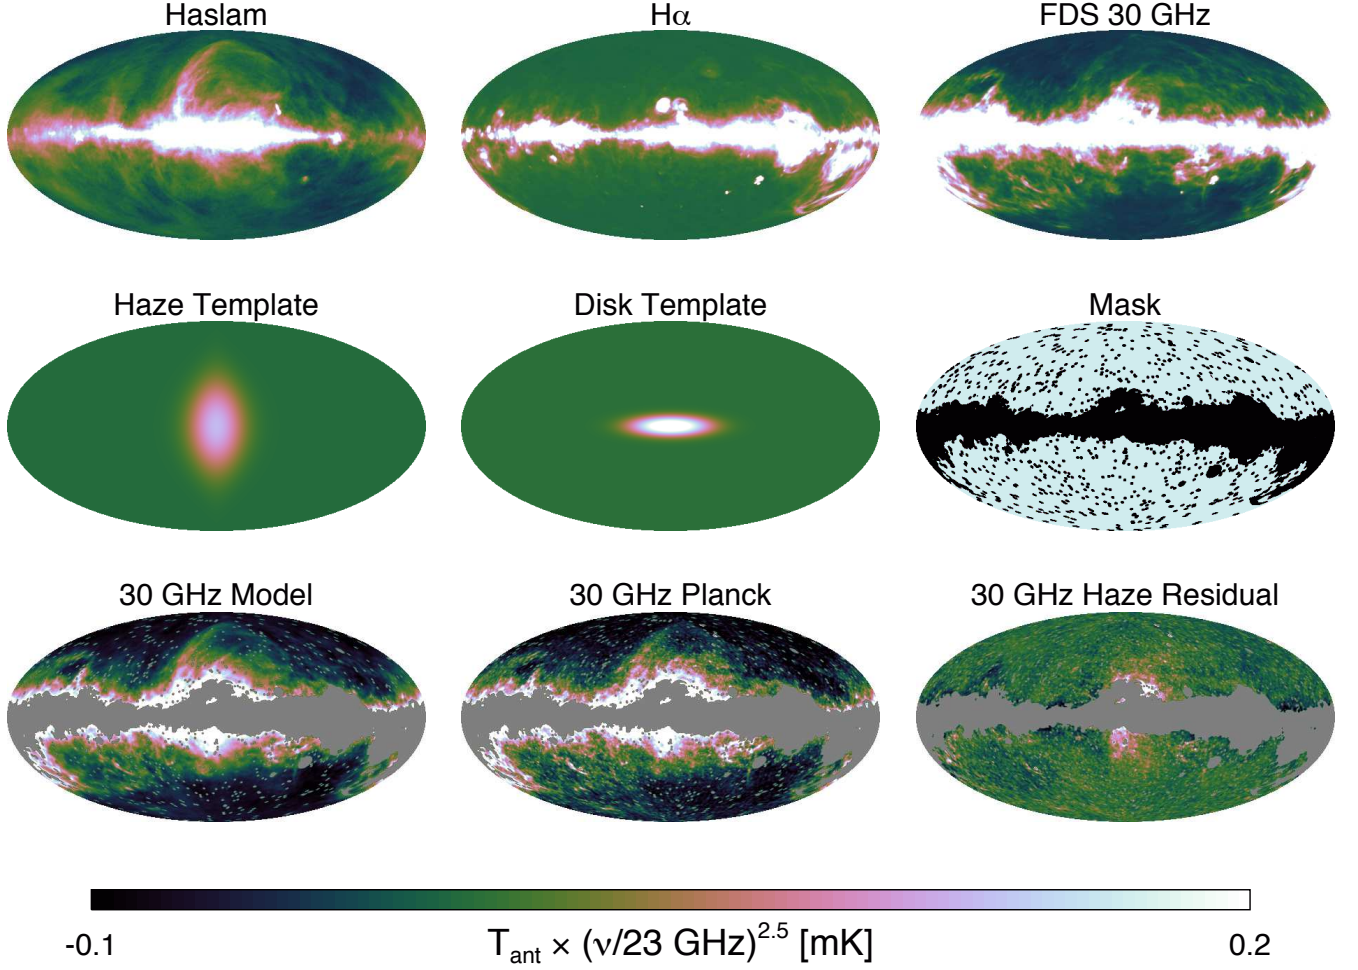 Haslam
Hα
FDS 30 GHz
Haze Template
Disk Template
Mask
30 GHz Model
30 GHz Planck
30 GHz Haze Residual
-0.1
T_ant × (ν/23 GHz)^2.5 [mK]
0.2